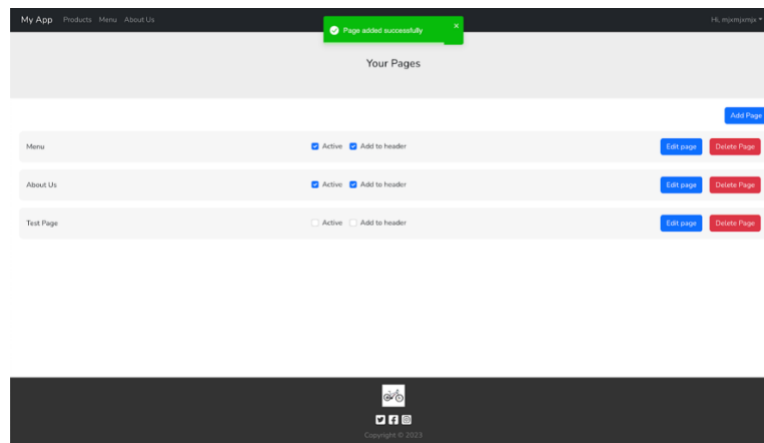 My App Products Menu About Us
Page added successfully ×
Hi, mjxmjxmjx
Your Pages
Add Page
Menu Active Add to header Edit page Delete Page
About Us Active Add to header Edit page Delete Page
Test Page Active Add to header Edit page Delete Page
Copyright © 2023